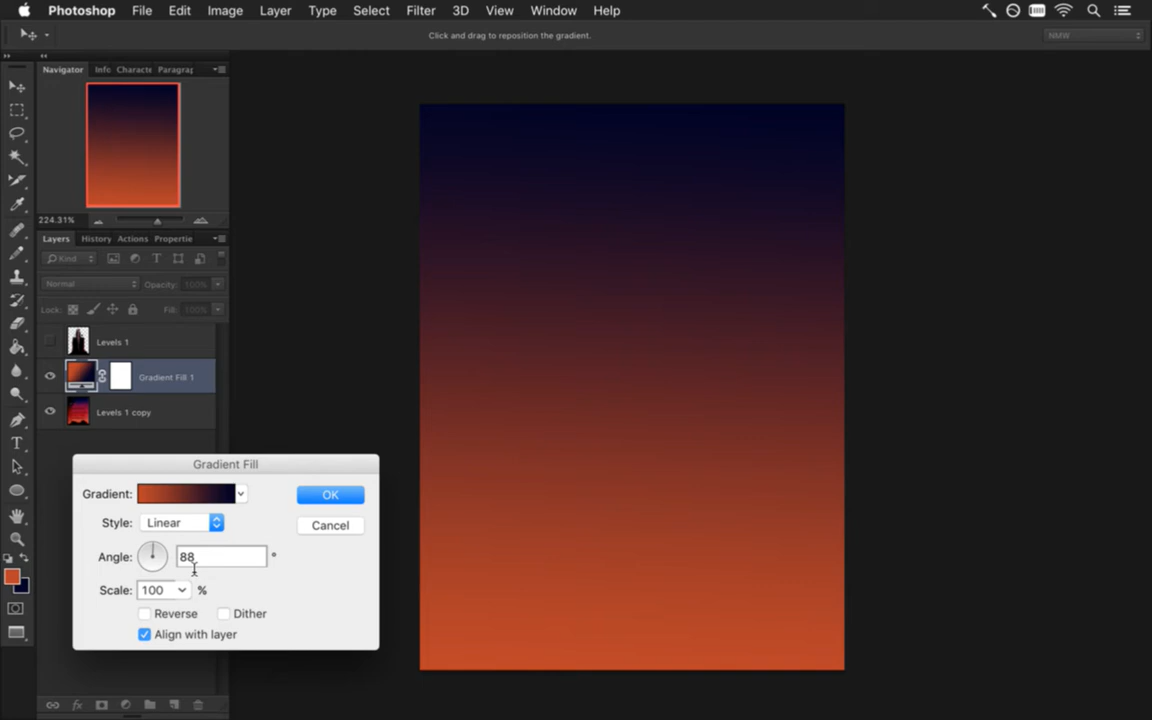 Photoshop File Edit Image Layer Type Select Filter 3D View Window Help
Click and drag to reposition the gradient.
NMW
Navigator Info Characte Paragrap
224.31%
Layers History Actions Propertie
Kind
Normal Opacity: 100%
Lock: Fill: 100%
Levels 1
Gradient Fill 1
Levels 1 copy
Gradient Fill
Gradient: OK
Style: Linear Cancel
Angle: 88 °
Scale: 100 %
Reverse Dither
Align with layer